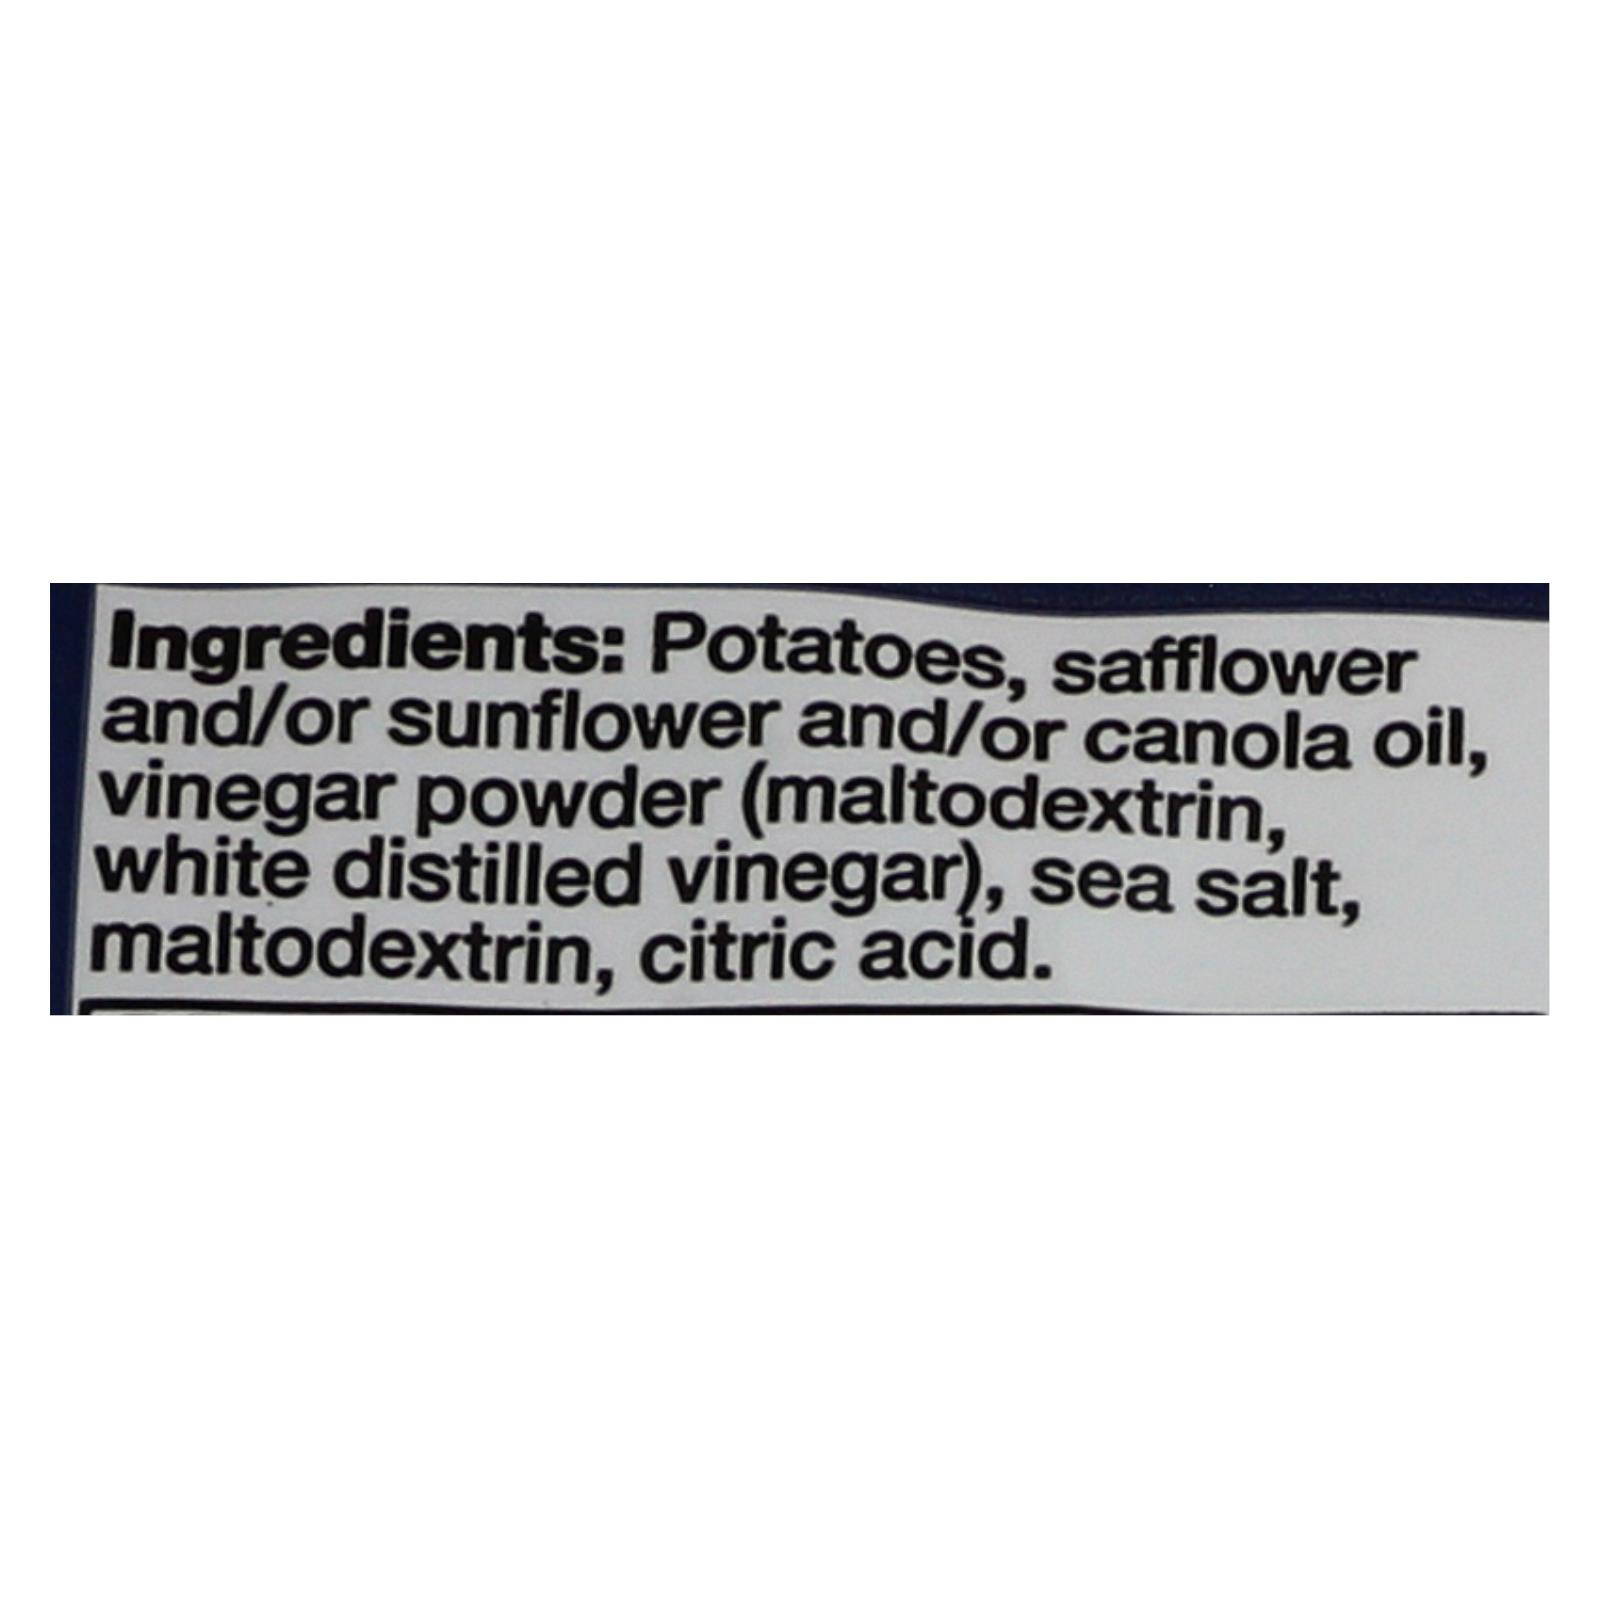 Ingredients: Potatoes, safflower
and/or sunflower and/or canola oil,
vinegar powder (maltodextrin,
white distilled vinegar), sea salt,
maltodextrin, citric acid.